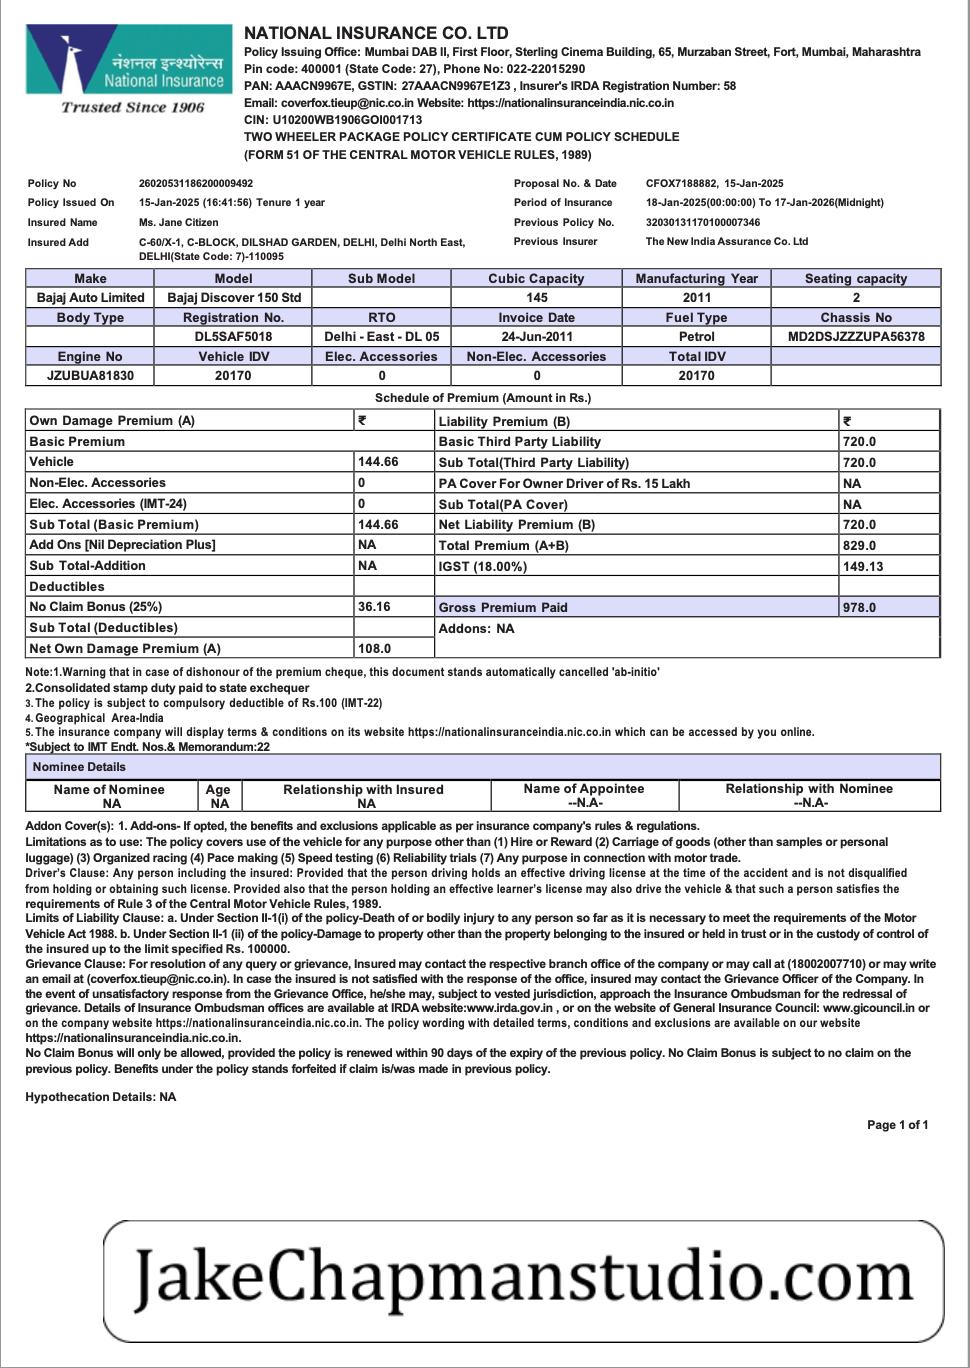 नेशनल इन्श्योरेन्स
National Insurance
Trusted Since 1906
NATIONAL INSURANCE CO. LTD
Policy Issuing Office: Mumbai DAB II, First Floor, Sterling Cinema Building, 65, Murzaban Street, Fort, Mumbai, Maharashtra
Pin code: 400001 (State Code: 27), Phone No: 022-22015290
PAN: AAACN9967E, GSTIN: 27AAACN9967E1Z3 , Insurer's IRDA Registration Number: 58
Email: coverfox.tieup@nic.co.in Website: https://nationalinsuranceindia.nic.co.in
CIN: U10200WB1906GOI001713
TWO WHEELER PACKAGE POLICY CERTIFICATE CUM POLICY SCHEDULE
(FORM 51 OF THE CENTRAL MOTOR VEHICLE RULES, 1989)
Policy No 26020531186200009492 Proposal No. & Date CFOX7188882, 15-Jan-2025
Policy Issued On 15-Jan-2025 (16:41:56) Tenure 1 year Period of Insurance 18-Jan-2025(00:00:00) To 17-Jan-2026(Midnight)
Insured Name Ms. Jane Citizen Previous Policy No. 32030131170100007346
Insured Add C-60/X-1, C-BLOCK, DILSHAD GARDEN, DELHI, Delhi North East, Previous Insurer The New India Assurance Co. Ltd
DELHI(State Code: 7)-110095
Make Model Sub Model Cubic Capacity Manufacturing Year Seating capacity
Bajaj Auto Limited Bajaj Discover 150 Std 145 2011 2
Body Type Registration No. RTO Invoice Date Fuel Type Chassis No
DL5SAF5018 Delhi - East - DL 05 24-Jun-2011 Petrol MD2DSJZZZUPA56378
Engine No Vehicle IDV Elec. Accessories Non-Elec. Accessories Total IDV
JZUBUA81830 20170 0 0 20170
Schedule of Premium (Amount in Rs.)
Own Damage Premium (A) ₹ Liability Premium (B) ₹
Basic Premium Basic Third Party Liability 720.0
Vehicle 144.66 Sub Total(Third Party Liability) 720.0
Non-Elec. Accessories 0 PA Cover For Owner Driver of Rs. 15 Lakh NA
Elec. Accessories (IMT-24) 0 Sub Total(PA Cover) NA
Sub Total (Basic Premium) 144.66 Net Liability Premium (B) 720.0
Add Ons [Nil Depreciation Plus] NA Total Premium (A+B) 829.0
Sub Total-Addition NA IGST (18.00%) 149.13
Deductibles
No Claim Bonus (25%) 36.16 Gross Premium Paid 978.0
Sub Total (Deductibles) Addons: NA
Net Own Damage Premium (A) 108.0
Note:1.Warning that in case of dishonour of the premium cheque, this document stands automatically cancelled 'ab-initio'
2.Consolidated stamp duty paid to state exchequer
3.The policy is subject to compulsory deductible of Rs.100 (IMT-22)
4.Geographical Area-India
5.The insurance company will display terms & conditions on its website https://nationalinsuranceindia.nic.co.in which can be accessed by you online.
*Subject to IMT Endt. Nos.& Memorandum:22
Nominee Details
Name of Nominee Age Relationship with Insured Name of Appointee Relationship with Nominee
NA NA NA --N.A- --N.A-
Addon Cover(s): 1. Add-ons- If opted, the benefits and exclusions applicable as per insurance company's rules & regulations.
Limitations as to use: The policy covers use of the vehicle for any purpose other than (1) Hire or Reward (2) Carriage of goods (other than samples or personal
luggage) (3) Organized racing (4) Pace making (5) Speed testing (6) Reliability trials (7) Any purpose in connection with motor trade.
Driver's Clause: Any person including the insured: Provided that the person driving holds an effective driving license at the time of the accident and is not disqualified
from holding or obtaining such license. Provided also that the person holding an effective learner's license may also drive the vehicle & that such a person satisfies the
requirements of Rule 3 of the Central Motor Vehicle Rules, 1989.
Limits of Liability Clause: a. Under Section II-1(i) of the policy-Death of or bodily injury to any person so far as it is necessary to meet the requirements of the Motor
Vehicle Act 1988. b. Under Section II-1 (ii) of the policy-Damage to property other than the property belonging to the insured or held in trust or in the custody of control of
the insured up to the limit specified Rs. 100000.
Grievance Clause: For resolution of any query or grievance, Insured may contact the respective branch office of the company or may call at (18002007710) or may write
an email at (coverfox.tieup@nic.co.in). In case the insured is not satisfied with the response of the office, insured may contact the Grievance Officer of the Company. In
the event of unsatisfactory response from the Grievance Office, he/she may, subject to vested jurisdiction, approach the Insurance Ombudsman for the redressal of
grievance. Details of Insurance Ombudsman offices are available at IRDA website:www.irda.gov.in , or on the website of General Insurance Council: www.gicouncil.in or
on the company website https://nationalinsuranceindia.nic.co.in. The policy wording with detailed terms, conditions and exclusions are available on our website
https://nationalinsuranceindia.nic.co.in.
No Claim Bonus will only be allowed, provided the policy is renewed within 90 days of the expiry of the previous policy. No Claim Bonus is subject to no claim on the
previous policy. Benefits under the policy stands forfeited if claim is/was made in previous policy.
Hypothecation Details: NA
Page 1 of 1
JakeChapmanstudio.com